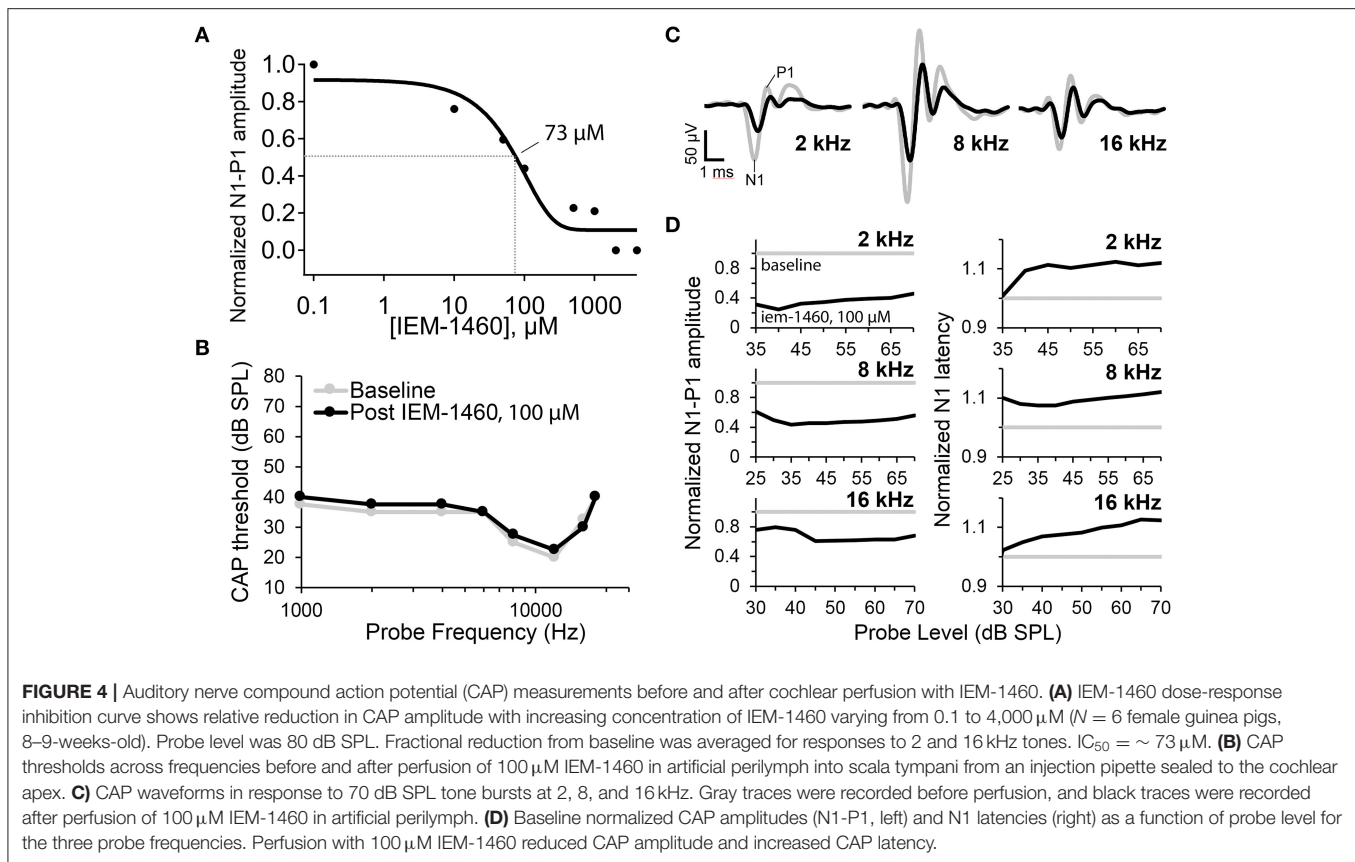 A
Normalized N1-P1 amplitude
1.0
0.8
0.6
0.4
0.2
0.0
73 µM
0.1 1 10 100 1000
[IEM-1460], µM
B
CAP threshold (dB SPL)
80
70
60
50
40
30
20
10
Baseline
Post IEM-1460, 100 µM
1000 10000
Probe Frequency (Hz)
C
P1
N1
50 µV
1 ms
2 kHz 8 kHz 16 kHz
D
Normalized N1-P1 amplitude
2 kHz
0.8
0.4
0
baseline
iem-1460, 100 µM
35 45 55 65
8 kHz
0.8
0.4
0
25 35 45 55 65
16 kHz
0.8
0.4
0
30 40 50 60 70
Normalized N1 latency
2 kHz
1.1
0.9
35 45 55 65
8 kHz
1.1
0.9
25 35 45 55 65
16 kHz
1.1
0.9
30 40 50 60 70
Probe Level (dB SPL)
FIGURE 4 | Auditory nerve compound action potential (CAP) measurements before and after cochlear perfusion with IEM-1460. (A) IEM-1460 dose-response
inhibition curve shows relative reduction in CAP amplitude with increasing concentration of IEM-1460 varying from 0.1 to 4,000 µM (N = 6 female guinea pigs,
8–9-weeks-old). Probe level was 80 dB SPL. Fractional reduction from baseline was averaged for responses to 2 and 16 kHz tones. IC50 = ∼ 73 µM. (B) CAP
thresholds across frequencies before and after perfusion of 100 µM IEM-1460 in artificial perilymph into scala tympani from an injection pipette sealed to the cochlear
apex. C) CAP waveforms in response to 70 dB SPL tone bursts at 2, 8, and 16 kHz. Gray traces were recorded before perfusion, and black traces were recorded
after perfusion of 100 µM IEM-1460 in artificial perilymph. (D) Baseline normalized CAP amplitudes (N1-P1, left) and N1 latencies (right) as a function of probe level for
the three probe frequencies. Perfusion with 100 µM IEM-1460 reduced CAP amplitude and increased CAP latency.